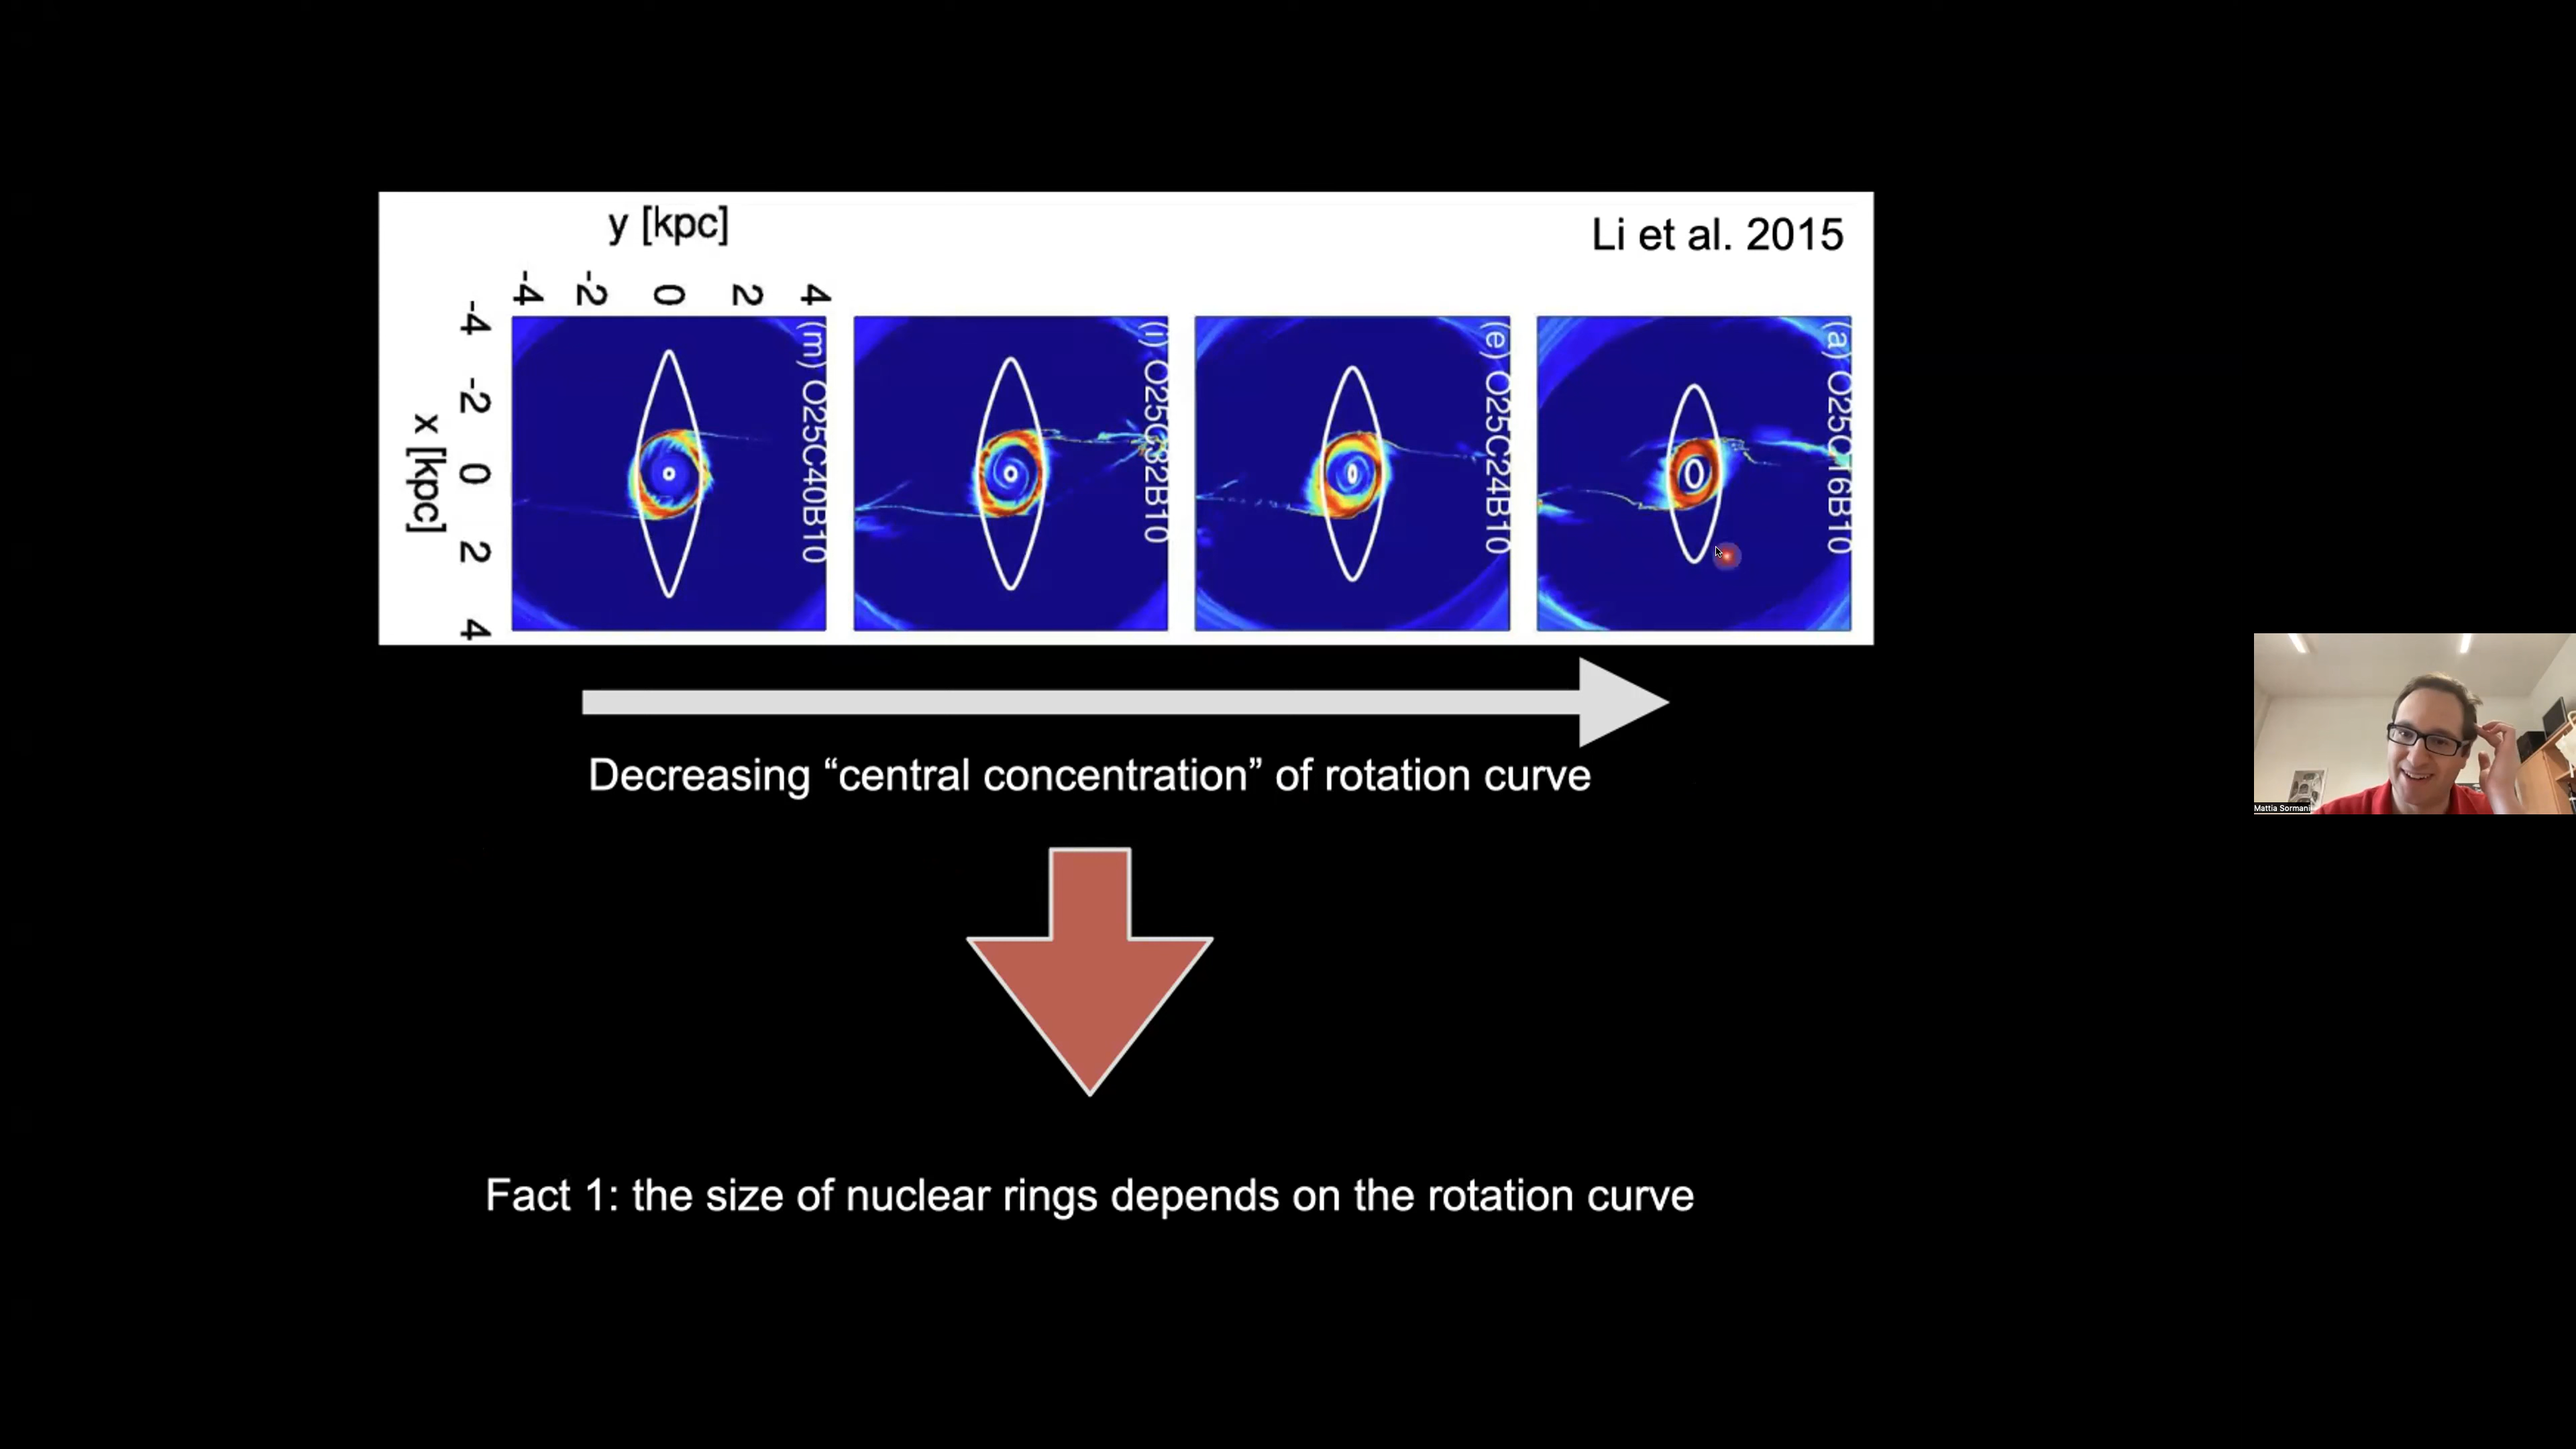 y [kpc]
Li et al. 2015
-4 -2 0 2 4
x [kpc]
-4 -2 0 2 4
(m) O25C40B10
(i) O25C32B10
(e) O25C24B10
(a) O25C16B10
Decreasing “central concentration” of rotation curve
Fact 1: the size of nuclear rings depends on the rotation curve
Mattia Sormani